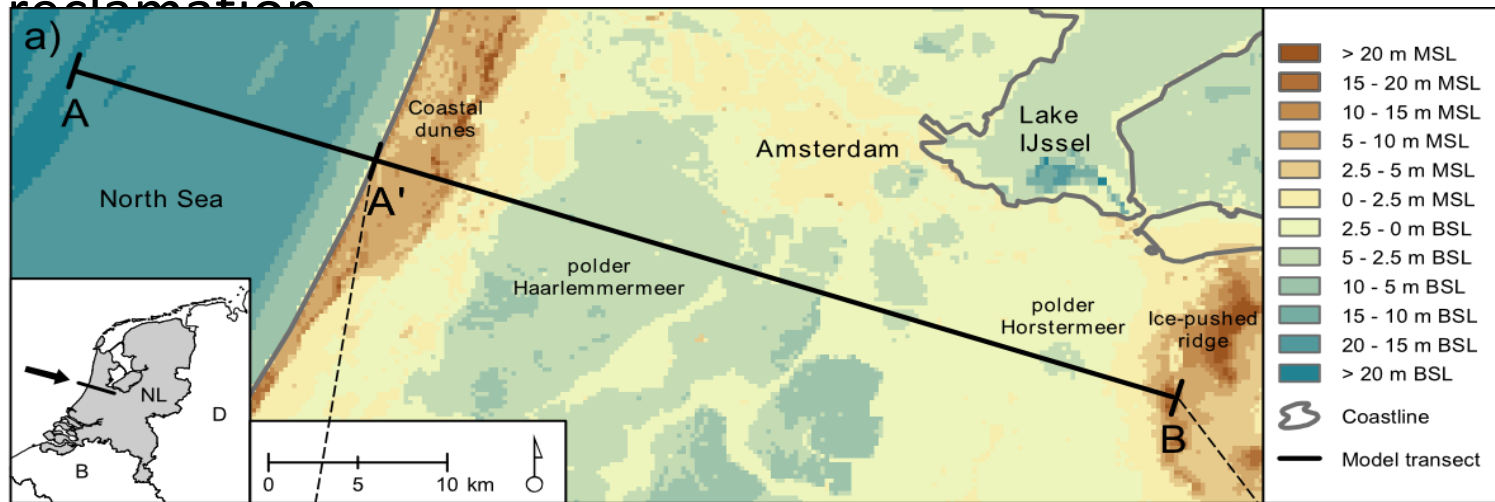 reclamation
a)
A
North Sea
Coastal
dunes
A'
Amsterdam
Lake
IJssel
polder
Haarlemmermeer
polder
Horstermeer
Ice-pushed
ridge
B
NL
D
B
0 5 10 km
> 20 m MSL
15 - 20 m MSL
10 - 15 m MSL
5 - 10 m MSL
2.5 - 5 m MSL
0 - 2.5 m MSL
2.5 - 0 m BSL
5 - 2.5 m BSL
10 - 5 m BSL
15 - 10 m BSL
20 - 15 m BSL
> 20 m BSL
Coastline
Model transect